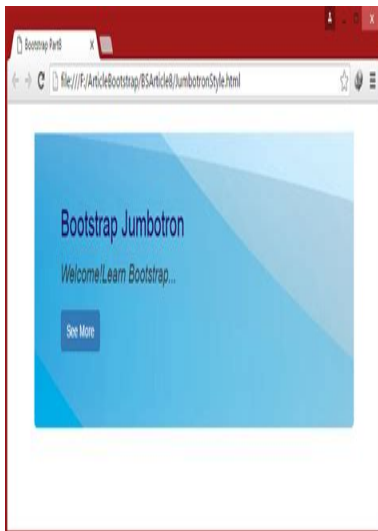 Bootstrap Part8
file:///F:/ArticleBootstrap/BSArticle8/JumbotronStyle.html
Bootstrap Jumbotron
Welcome!Learn Bootstrap...
See More